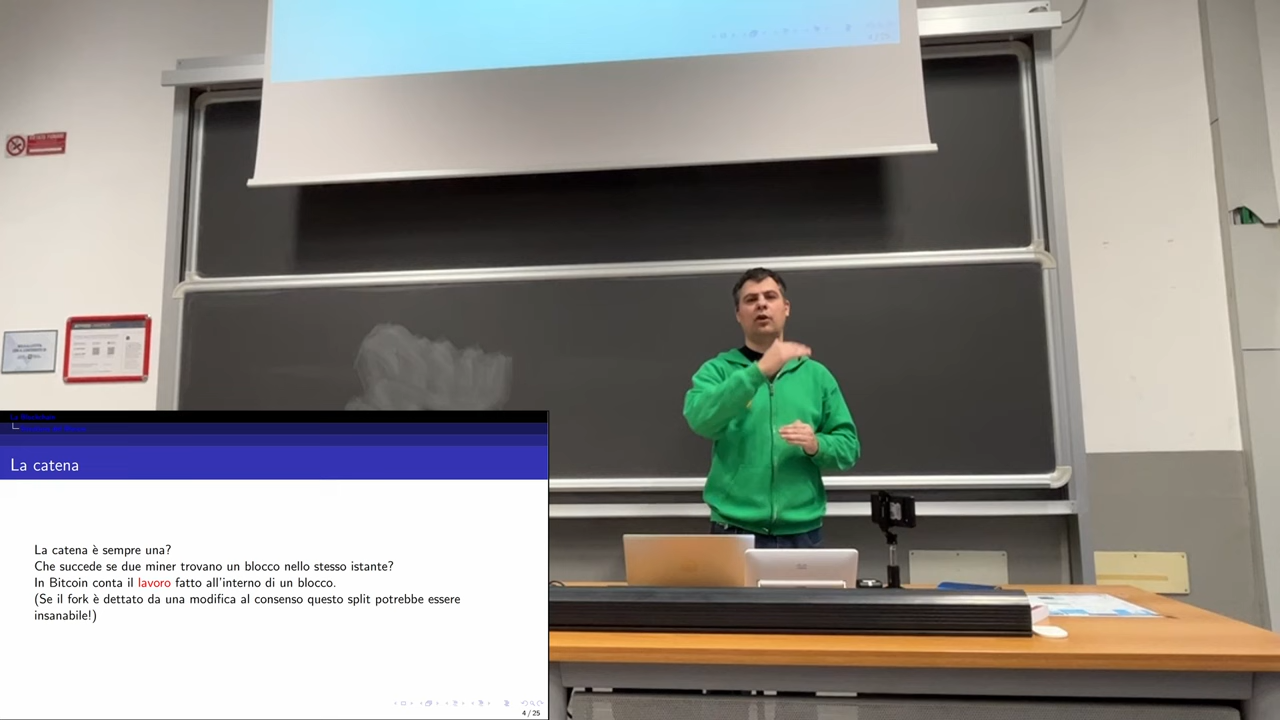 La catena
La catena è sempre una?
Che succede se due miner trovano un blocco nello stesso istante?
In Bitcoin conta il lavoro fatto all'interno di un blocco.
(Se il fork è dettato da una modifica al consenso questo split potrebbe essere
insanabile!)
4 / 25